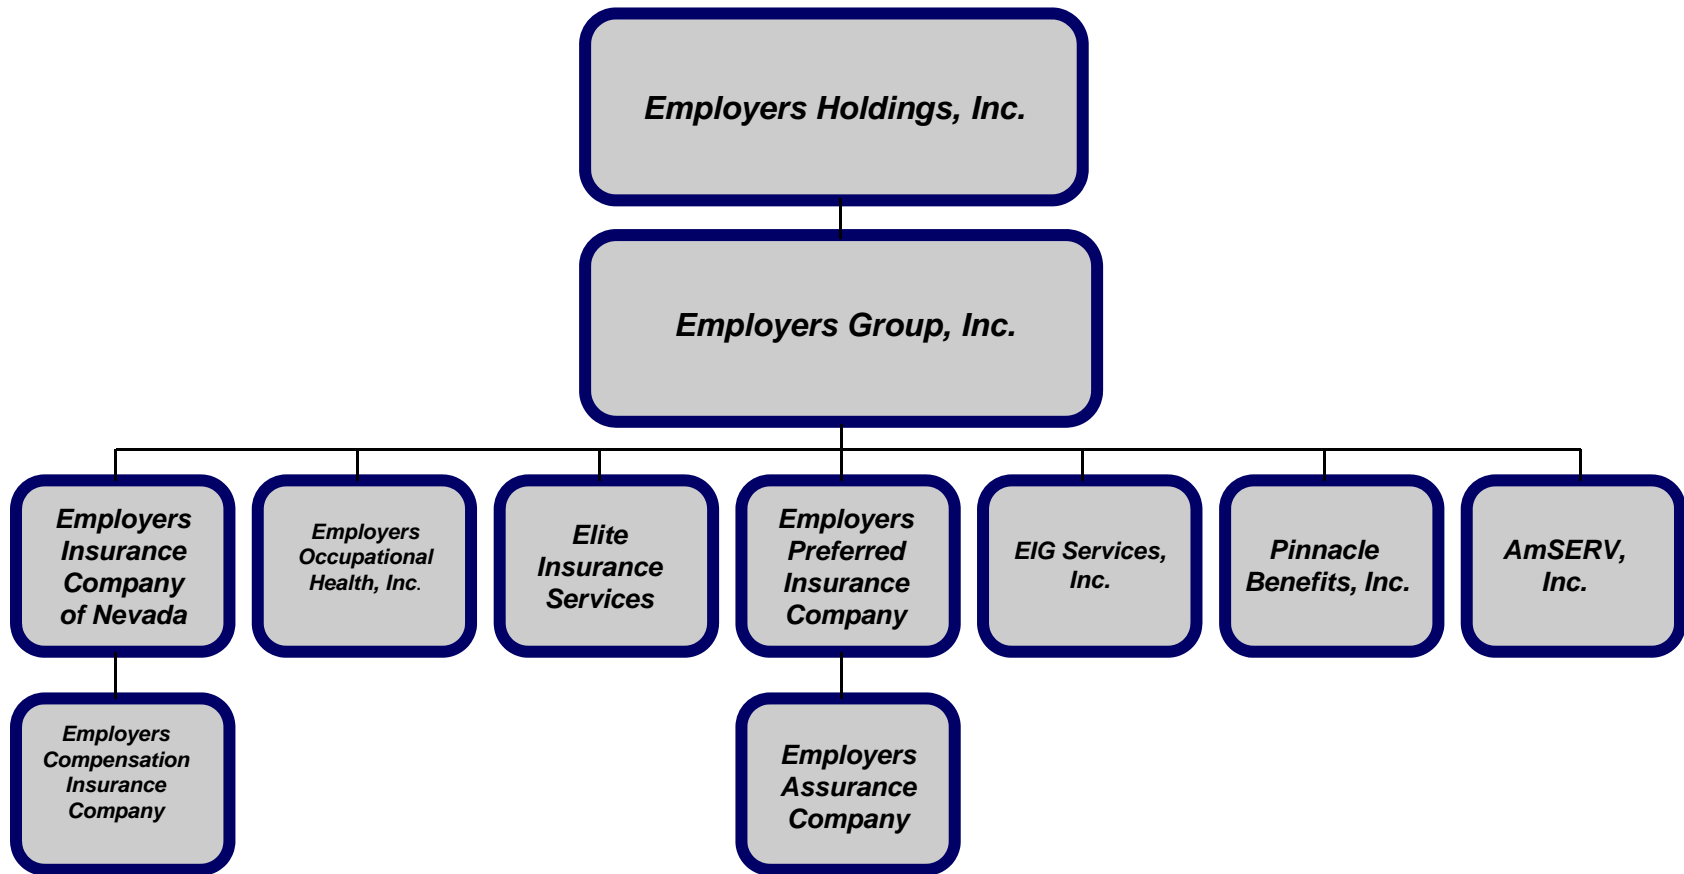 Employers Holdings, Inc.
Employers Group, Inc.
Employers
Insurance
Company
of Nevada
Employers
Occupational
Health, Inc.
Elite
Insurance
Services
Employers
Preferred
Insurance
Company
EIG Services,
Inc.
Pinnacle
Benefits, Inc.
AmSERV,
Inc.
Employers
Compensation
Insurance
Company
Employers
Assurance
Company